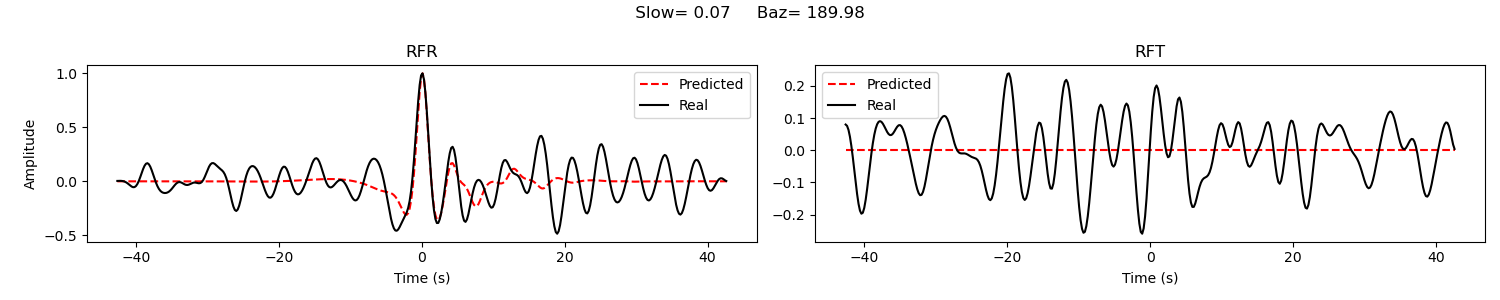 Slow= 0.07 Baz= 189.98
RFR
RFT
Amplitude
1.0
0.5
0.0
−0.5
Predicted
Real
−40
−20
0
20
40
Time (s)
0.2
0.1
0.0
−0.1
−0.2
Predicted
Real
−40
−20
0
20
40
Time (s)